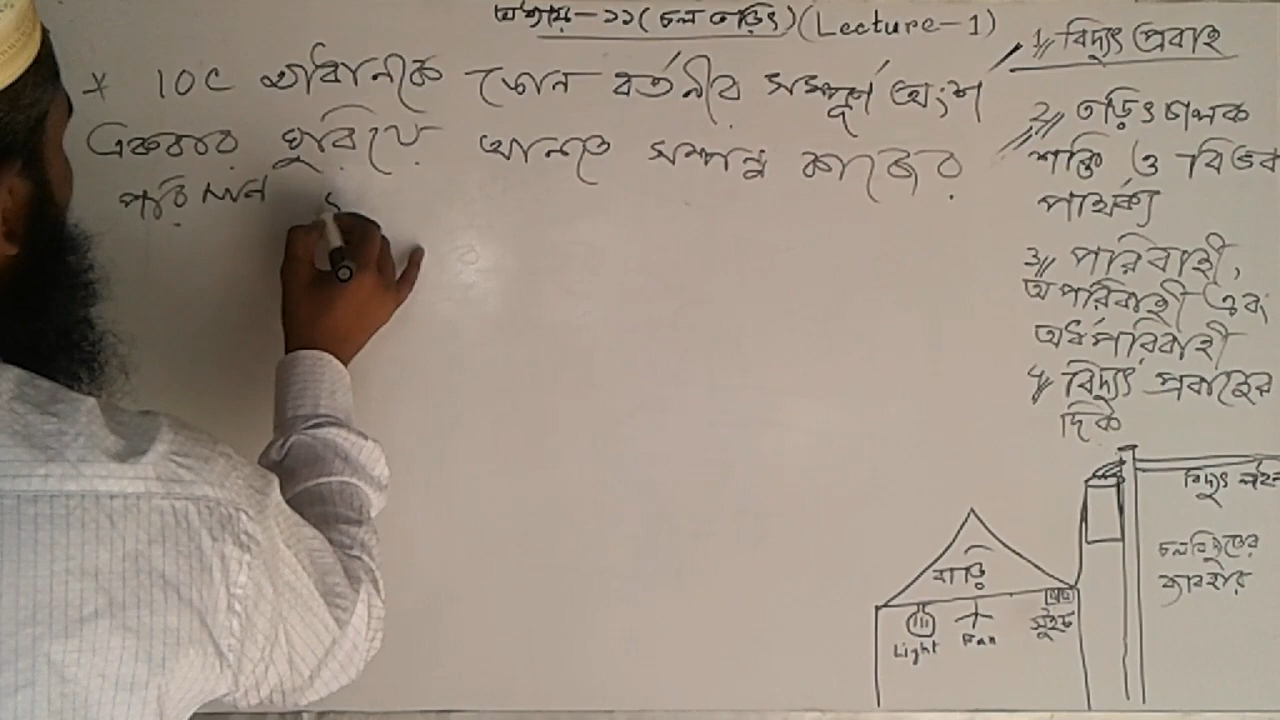 অধ্যায়-১১ (চল তড়িৎ) (Lecture-1)
* 10C আধানকে কোন বর্তনীর সম্পূর্ণ অংশ
একবার ঘুরিয়ে আনতে সম্পন্ন কাজের
পরিমান
1// বিদ্যুৎ প্রবাহ
2// তড়িৎচালক
শক্তি ও বিভব
পার্থক্য
3// পরিবাহী,
অপরিবাহী এবং
অর্ধপরিবাহী
4// বিদ্যুৎ প্রবাহের
দিক
বিদ্যুৎ লাইন
চলবিদ্যুতের
ব্যাবহার
বাড়ি
সুইচ
Light
Fan